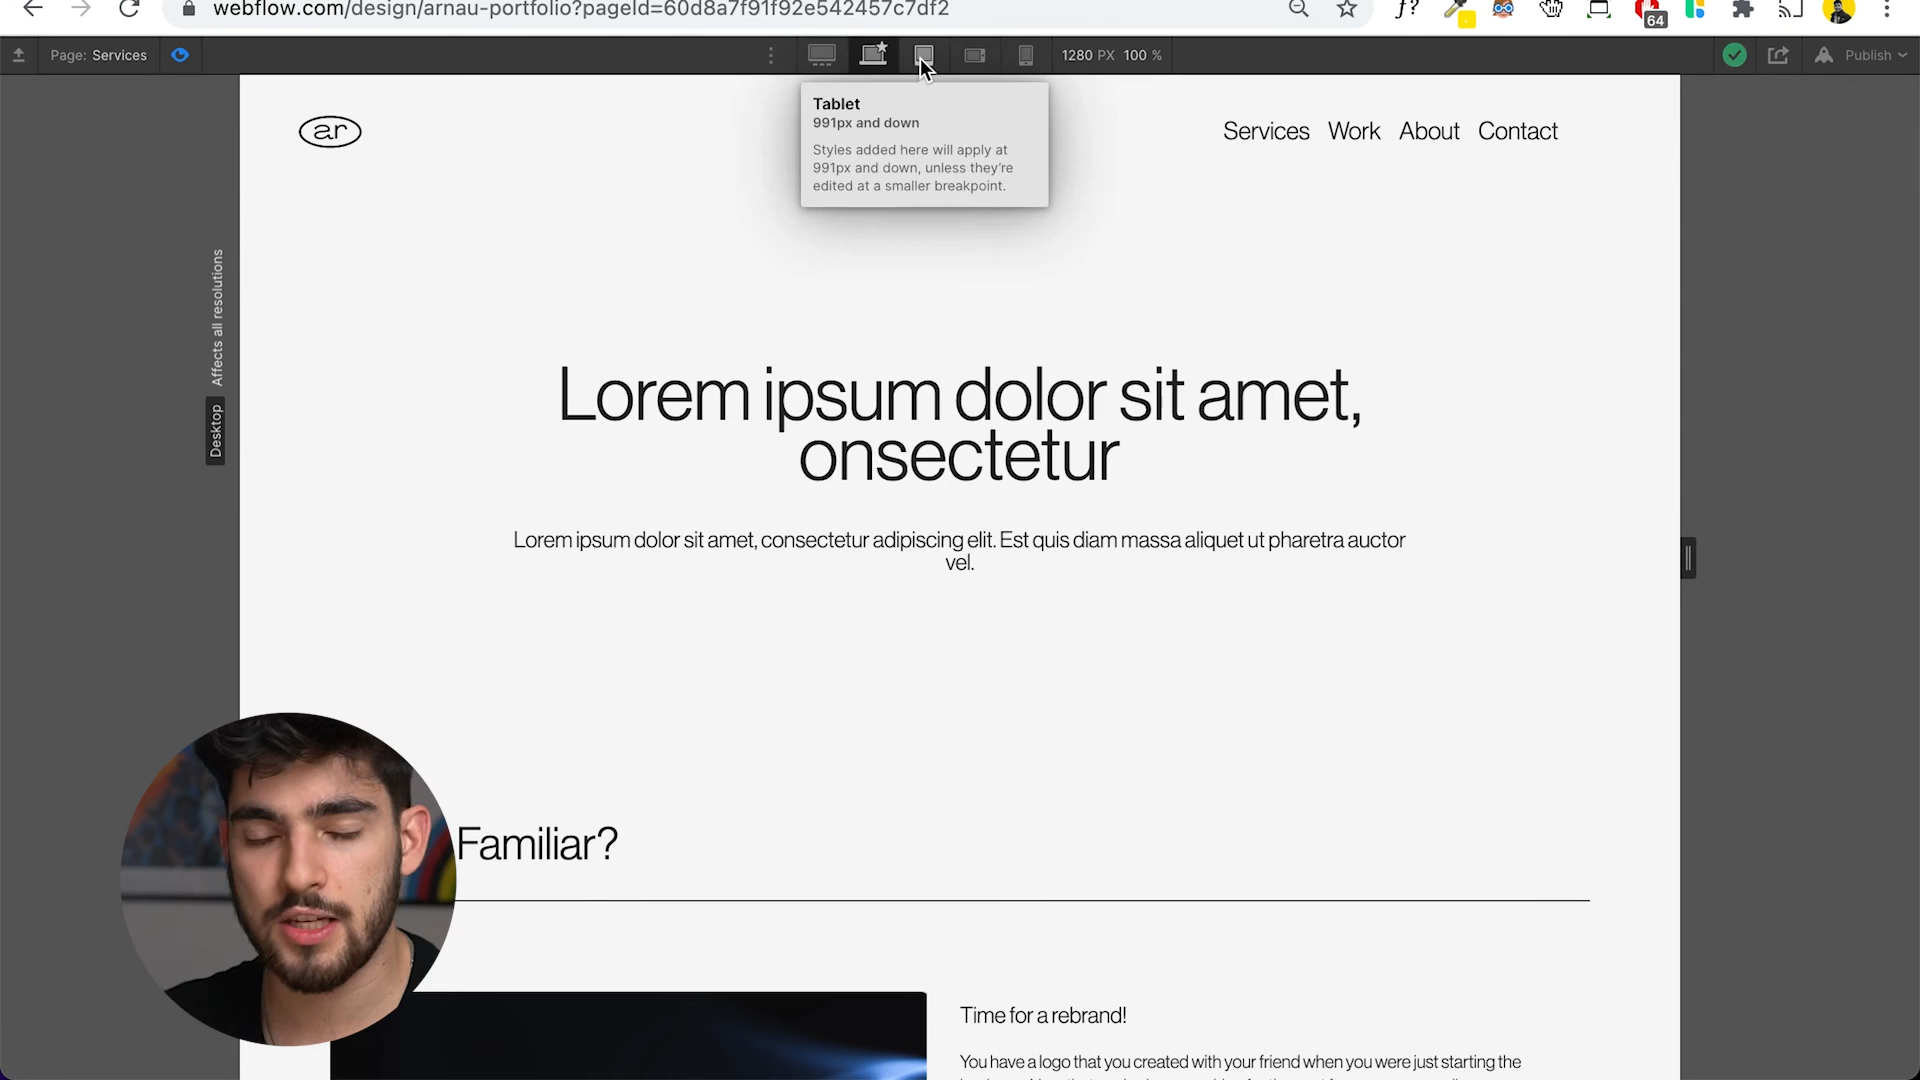 webflow.com/design/arnau-portfolio?pageId=60d8a7f91f92e542457c7df2
f?
64
Page: Services
1280 PX 100 %
Publish
Tablet
991px and down
Styles added here will apply at
991px and down, unless they're
edited at a smaller breakpoint.
ar
Services Work About Contact
Desktop Affects all resolutions
Lorem ipsum dolor sit amet,
onsectetur
Lorem ipsum dolor sit amet, consectetur adipiscing elit. Est quis diam massa aliquet ut pharetra auctor
vel.
Familiar?
Time for a rebrand!
You have a logo that you created with your friend when you were just starting the